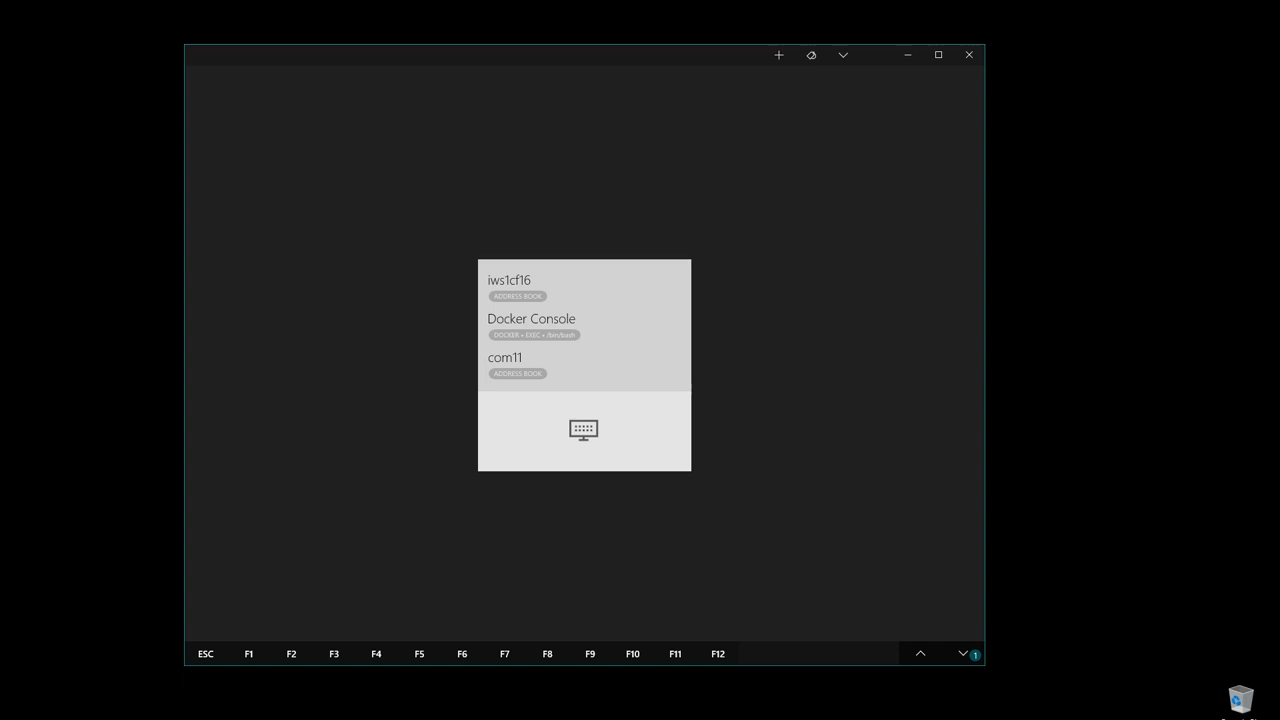 iws1cf16
ADDRESS BOOK
Docker Console
DOCKER + EXEC + /bin/bash
com11
ADDRESS BOOK
ESC F1 F2 F3 F4 F5 F6 F7 F8 F9 F10 F11 F12 1